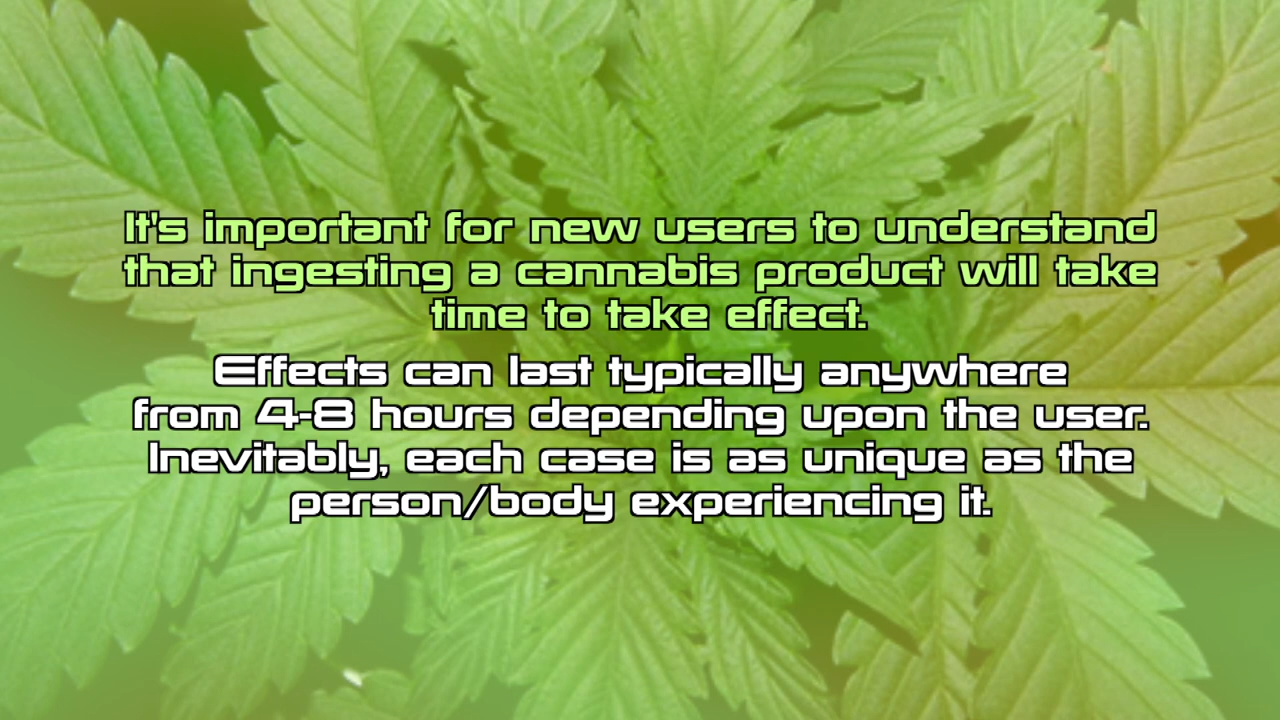 It's important for new users to understand
that ingesting a cannabis product will take
time to take effect.
Effects can last typically anywhere
from 4-8 hours depending upon the user.
Inevitably, each case is as unique as the
person/body experiencing it.